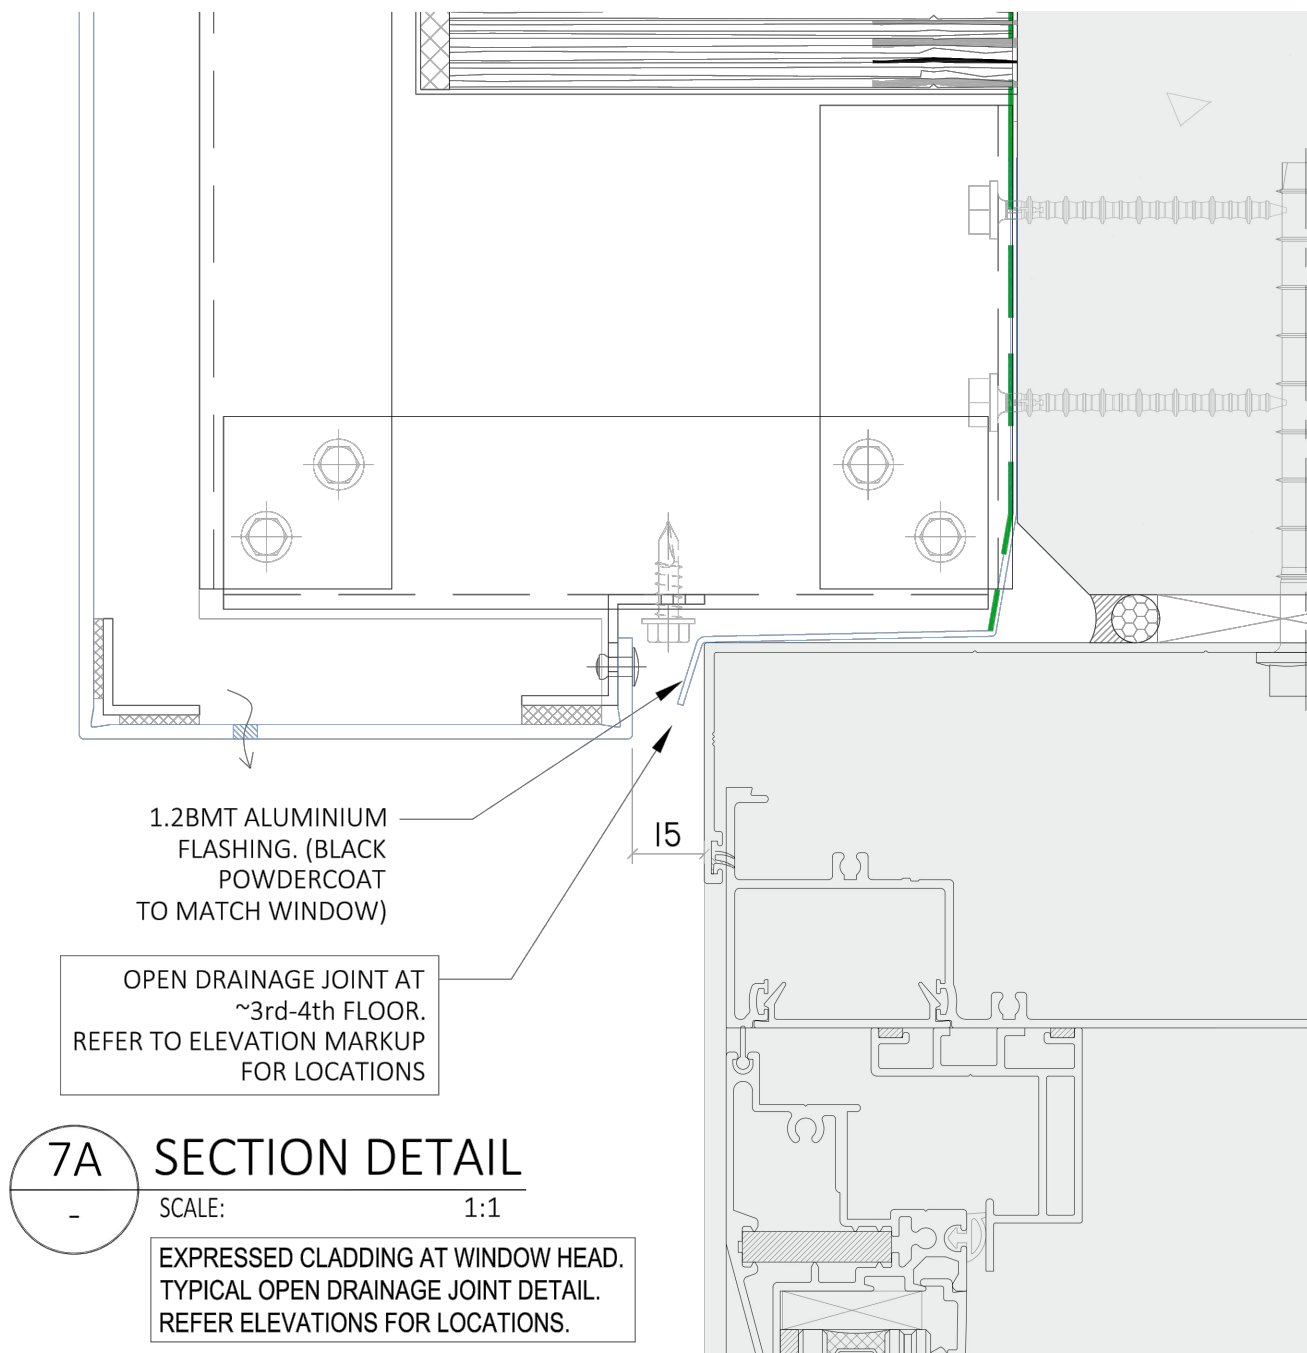 1.2BMT ALUMINIUM
FLASHING. (BLACK
POWDERCOAT
TO MATCH WINDOW)
15
OPEN DRAINAGE JOINT AT
~3rd-4th FLOOR.
REFER TO ELEVATION MARKUP
FOR LOCATIONS
7A
-
SECTION DETAIL
SCALE: 1:1
EXPRESSED CLADDING AT WINDOW HEAD.
TYPICAL OPEN DRAINAGE JOINT DETAIL.
REFER ELEVATIONS FOR LOCATIONS.